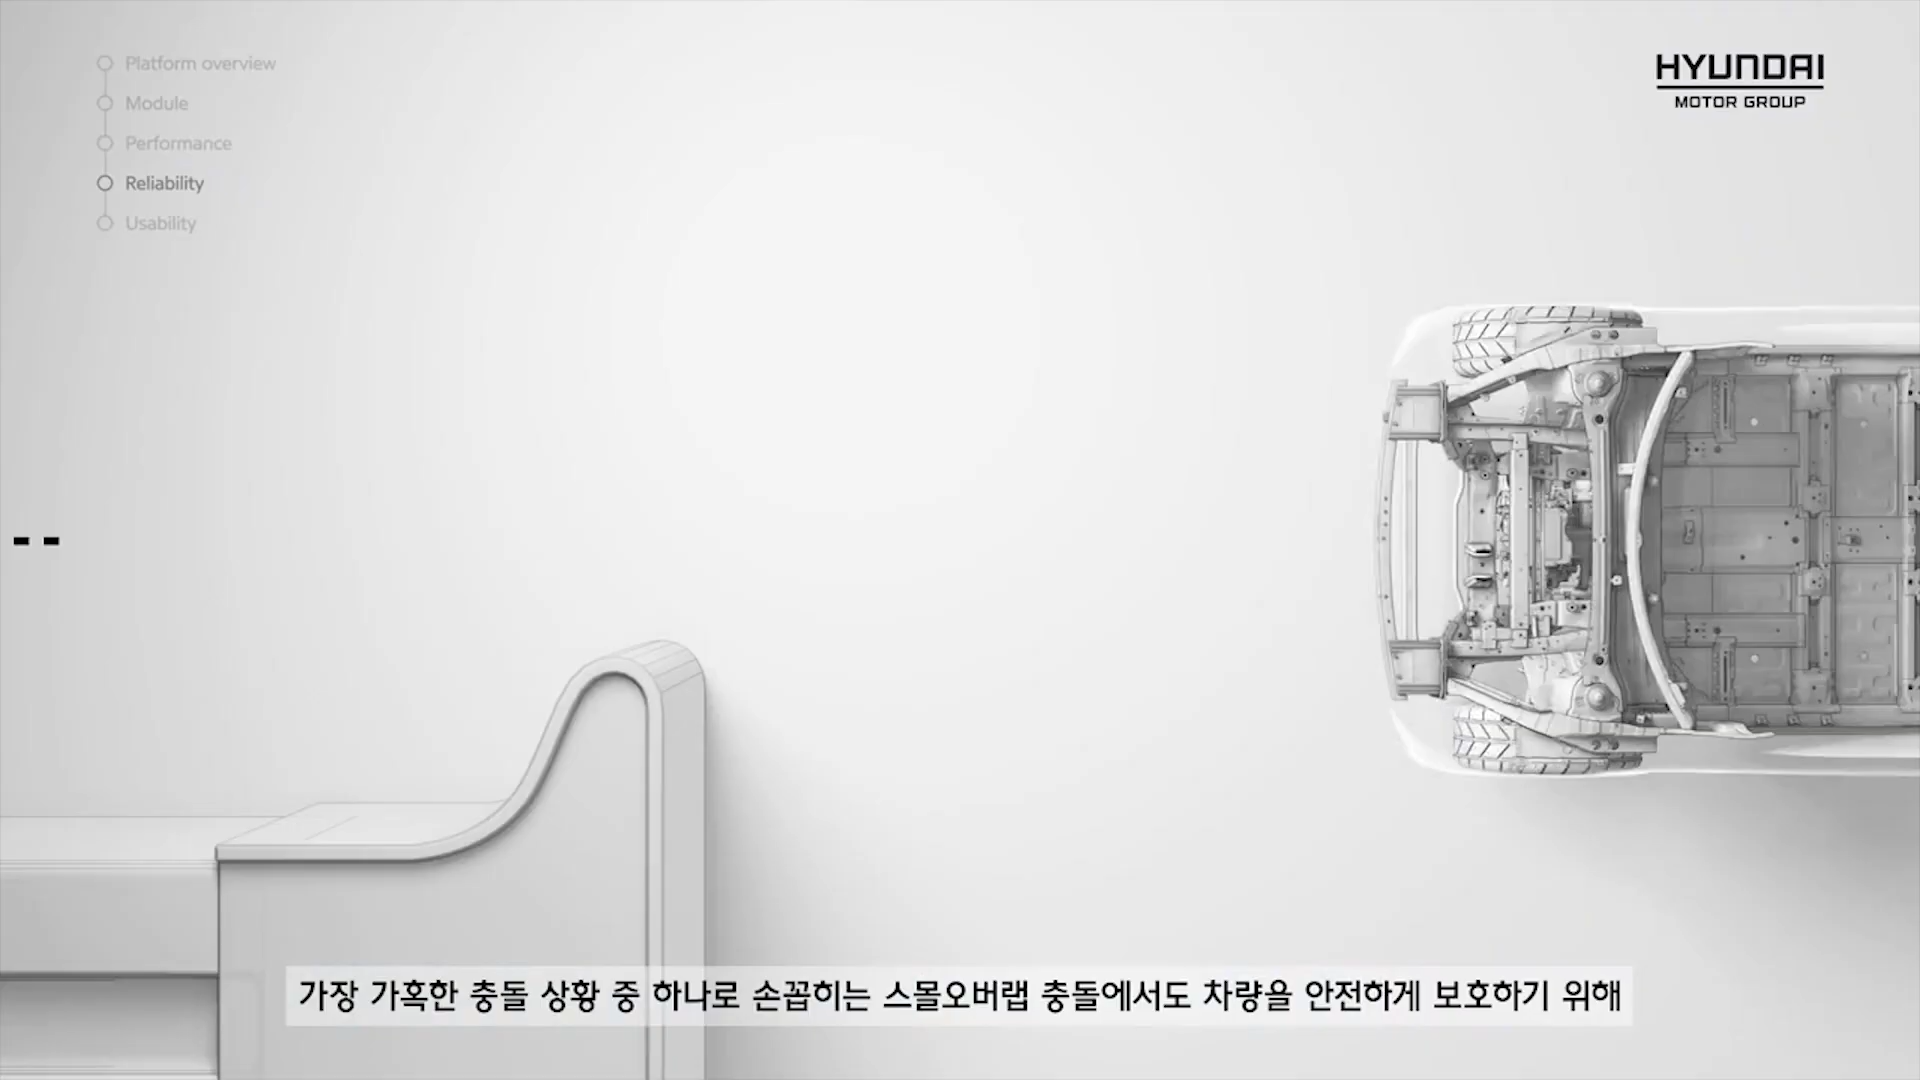 Platform overview
Module
Performance
Reliability
Usability
HYUNDAI
MOTOR GROUP
가장 가혹한 충돌 상황 중 하나로 손꼽히는 스몰오버랩 충돌에서도 차량을 안전하게 보호하기 위해